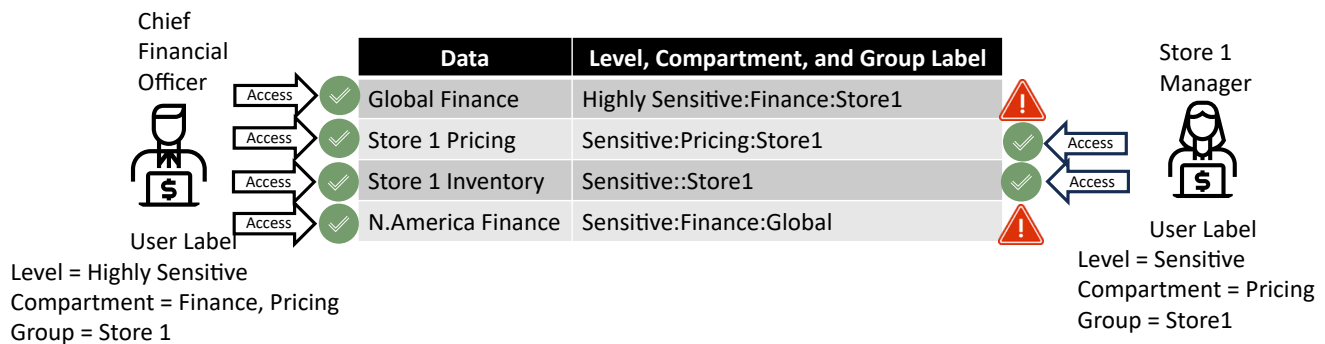 Chief
Financial
Officer
Store 1
Manager
Data Level, Compartment, and Group Label
Access Global Finance Highly Sensitive:Finance:Store1
Access Store 1 Pricing Sensitive:Pricing:Store1 Access
Access Store 1 Inventory Sensitive::Store1 Access
Access N.America Finance Sensitive:Finance:Global
$
$
User Label
Level = Highly Sensitive
Compartment = Finance, Pricing
Group = Store 1
User Label
Level = Sensitive
Compartment = Pricing
Group = Store1